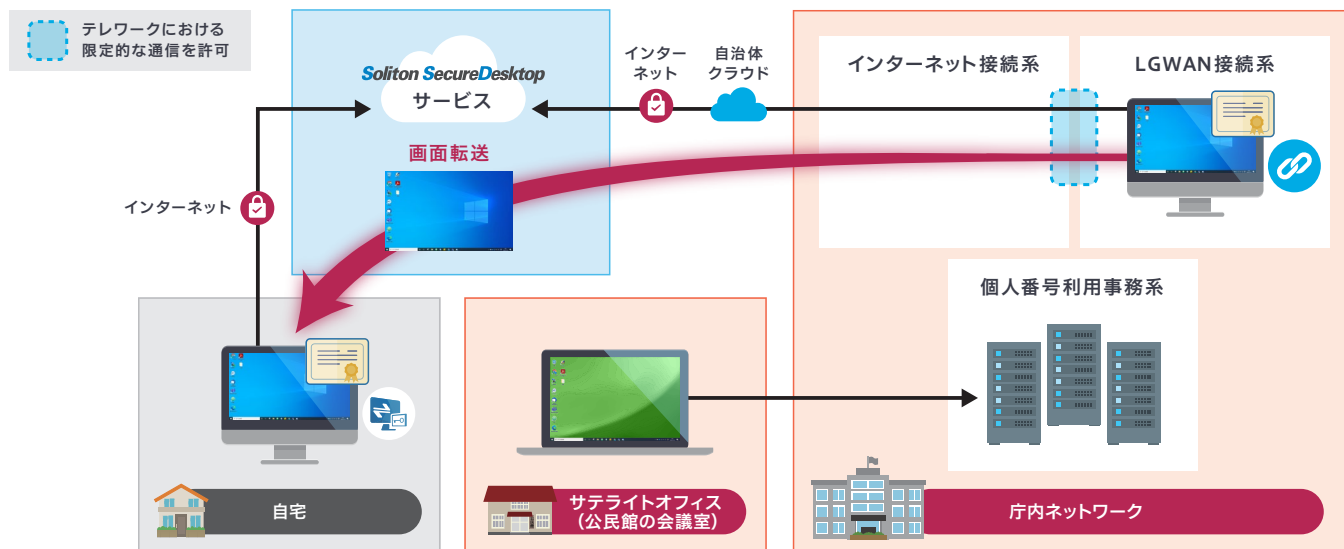 テレワークにおける
限定的な通信を許可
Soliton SecureDesktop
サービス
画面転送
インターネット
インター
ネット
自治体
クラウド
インターネット接続系
LGWAN接続系
個人番号利用事務系
自宅
サテライトオフィス
(公民館の会議室)
庁内ネットワーク